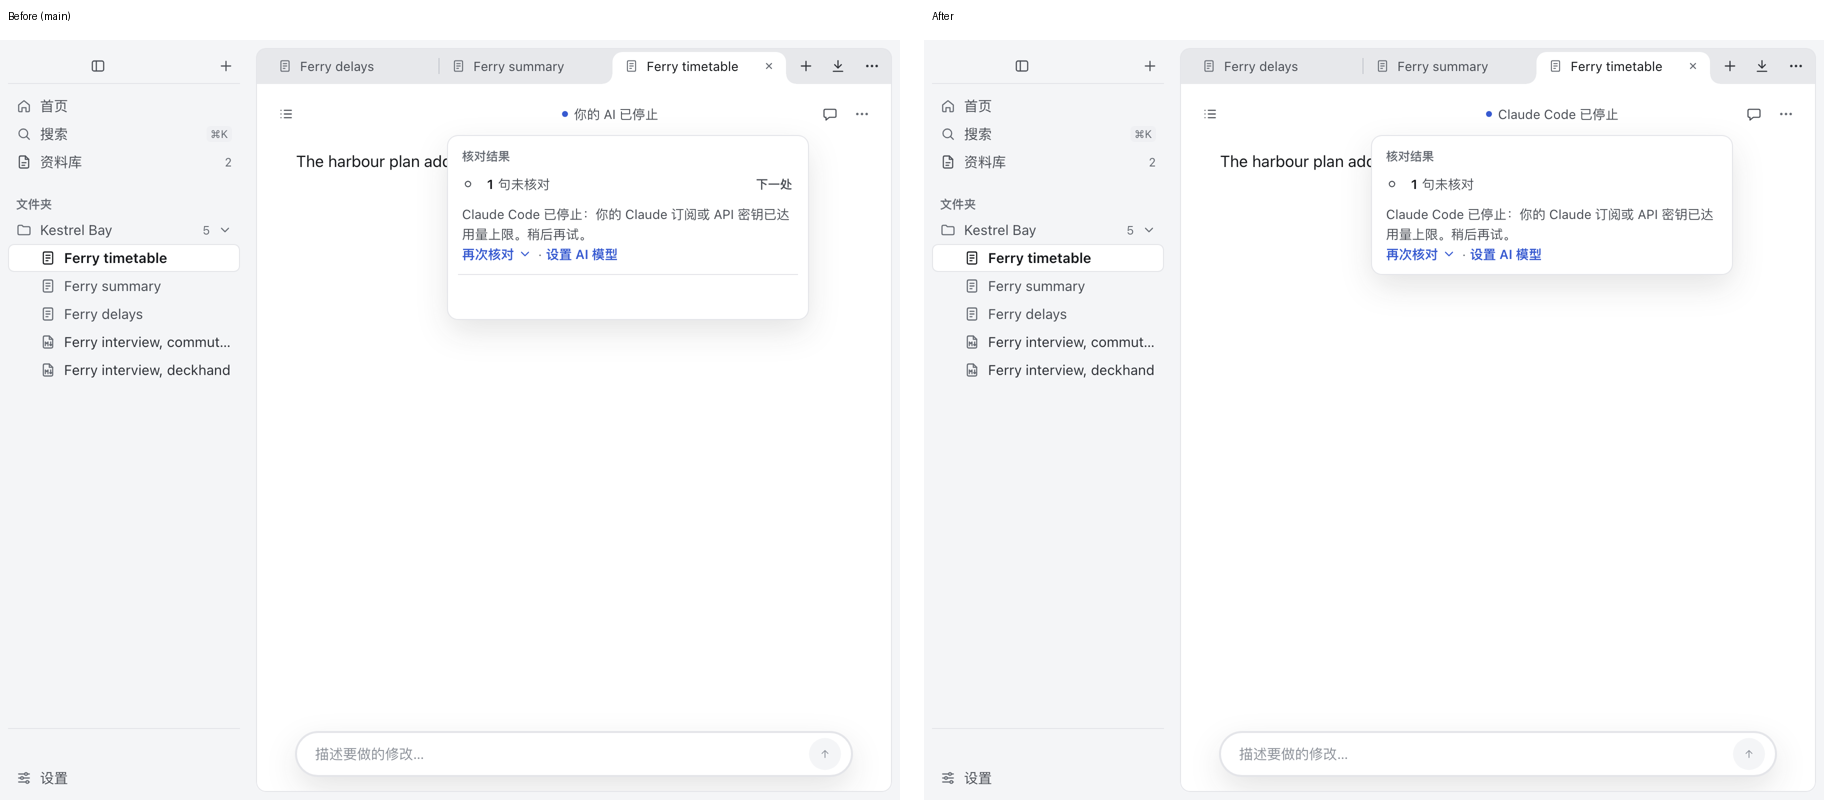 Before (main)
Ferry delays
Ferry summary
Ferry timetable
首页
搜索
⌘K
资料库
2
文件夹
Kestrel Bay
5
Ferry timetable
Ferry summary
Ferry delays
Ferry interview, commut...
Ferry interview, deckhand
设置
你的 AI 已停止
The harbour plan adc
核对结果
1 句未核对
下一处
Claude Code 已停止：你的 Claude 订阅或 API 密钥已达
用量上限。稍后再试。
再次核对 · 设置 AI 模型
描述要做的修改...
After
Ferry delays
Ferry summary
Ferry timetable
首页
搜索
⌘K
资料库
2
文件夹
Kestrel Bay
5
Ferry timetable
Ferry summary
Ferry delays
Ferry interview, commut...
Ferry interview, deckhand
设置
Claude Code 已停止
The harbour plan adc
核对结果
1 句未核对
Claude Code 已停止：你的 Claude 订阅或 API 密钥已达
用量上限。稍后再试。
再次核对 · 设置 AI 模型
描述要做的修改...